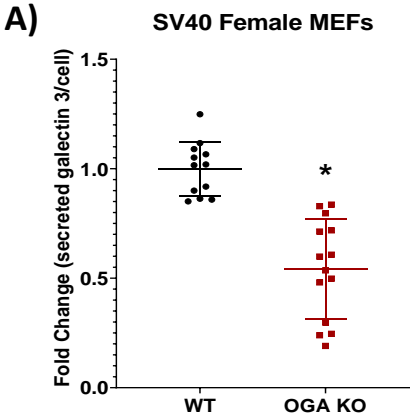 A)
SV40 Female MEFs
Fold Change (secreted galectin 3/cell)
1.5
1.0
0.5
0.0
*
WT
OGA KO